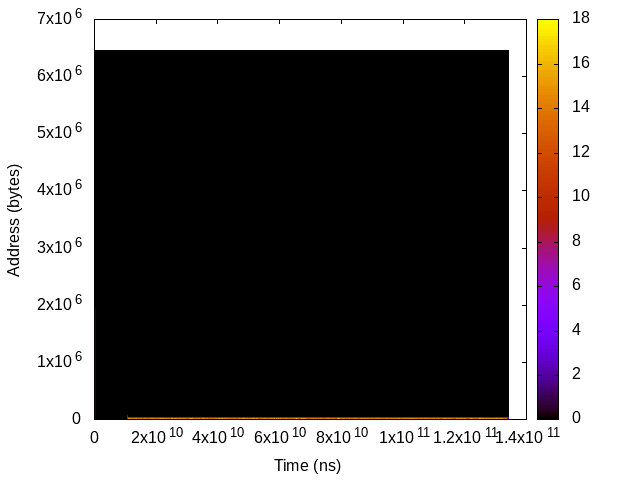 7x10 6
6x10 6
5x10 6
4x10 6
3x10 6
2x10 6
1x10 6
0
Address (bytes)
0 2x10 10 4x10 10 6x10 10 8x10 10 1x10 11 1.2x10 11 1.4x10 11
Time (ns)
18
16
14
12
10
8
6
4
2
0